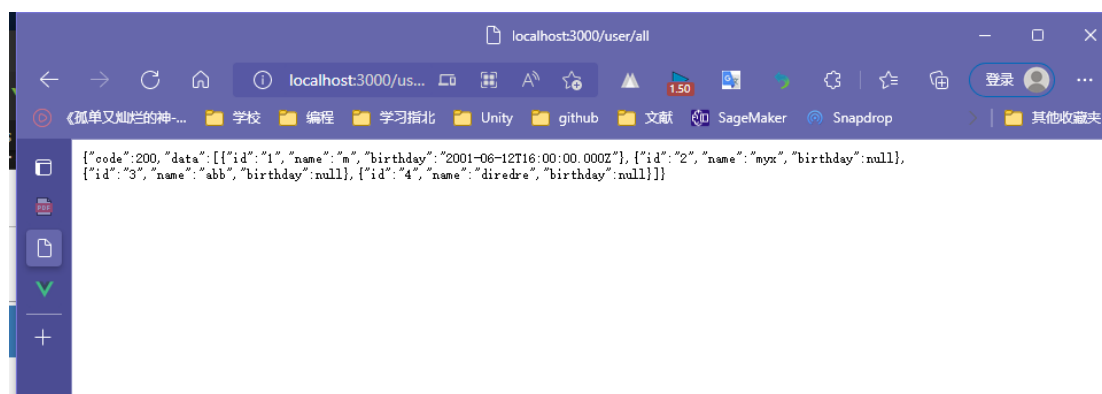 localhost:3000/user/all
localhost:3000/us...
1.50
登录
《孤单又灿烂的神-...
学校
编程
学习指北
Unity
github
文献
SageMaker
Snapdrop
其他收藏夹
{"code":200,"data":[{"id":"1","name":"m","birthday":"2001-06-12T16:00:00.000Z"},{"id":"2","name":"myx","birthday":null},
{"id":"3","name":"abb","birthday":null},{"id":"4","name":"diredre","birthday":null}]}
PDF